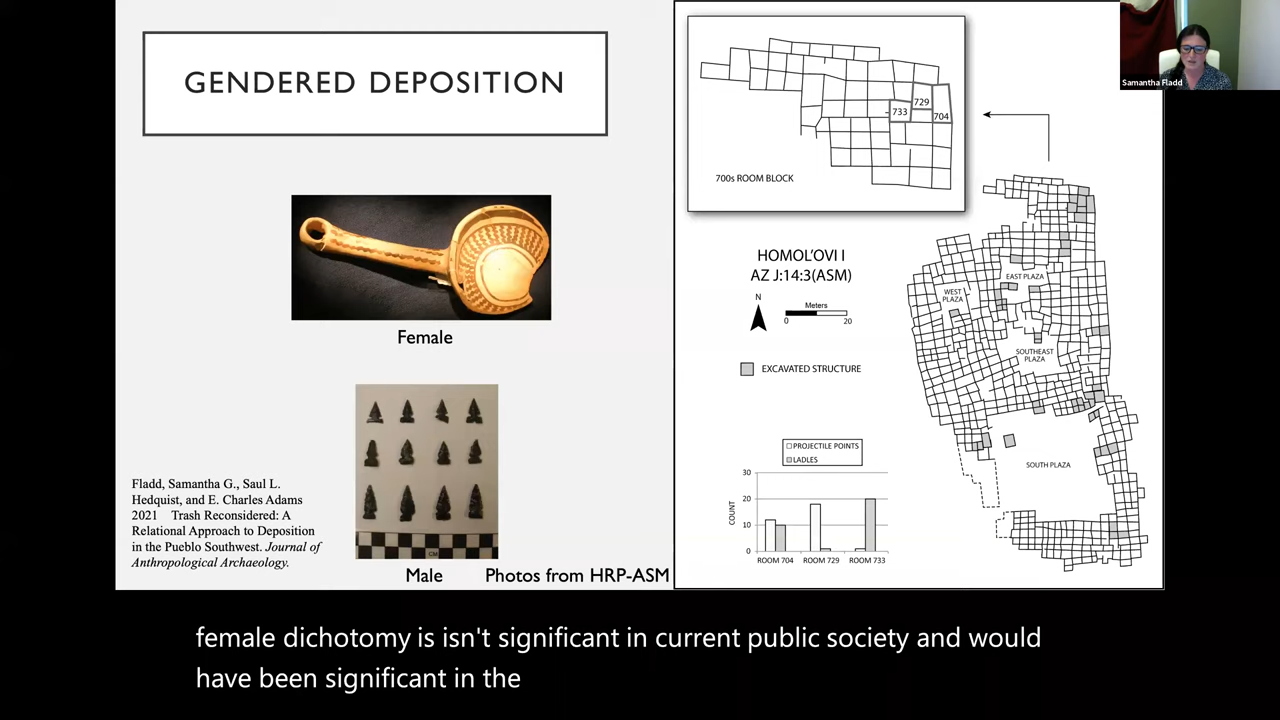 GENDERED DEPOSITION
Female
Male
Photos from HRP-ASM
Fladd, Samantha G., Saul L.
Hedquist, and E. Charles Adams
2021 Trash Reconsidered: A
Relational Approach to Deposition
in the Pueblo Southwest. Journal of
Anthropological Archaeology.
CM
733
729
704
700s ROOM BLOCK
HOMOL'OVI I
AZ J:14:3(ASM)
N
Meters
0
20
EXCAVATED STRUCTURE
WEST
PLAZA
EAST PLAZA
SOUTHEAST
PLAZA
SOUTH PLAZA
PROJECTILE POINTS
LADLES
COUNT
30
20
10
0
ROOM 704
ROOM 729
ROOM 733
Samantha Fladd
female dichotomy is isn't significant in current public society and would
have been significant in the